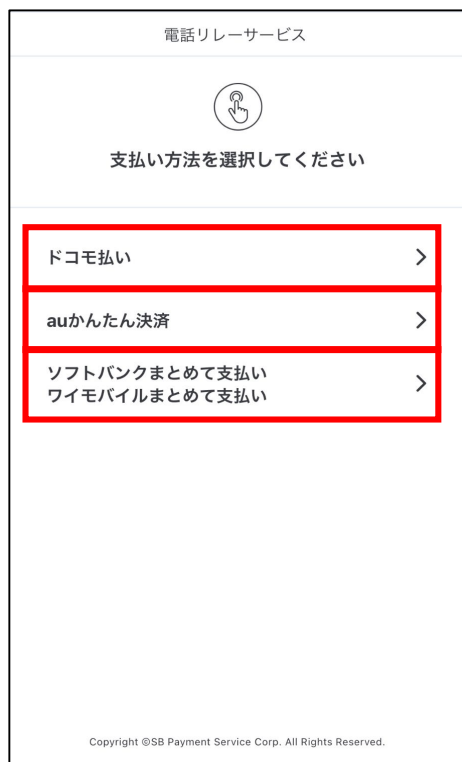 電話リレーサービス
支払い方法を選択してください
ドコモ払い
auかんたん決済
ソフトバンクまとめて支払い
ワイモバイルまとめて支払い
Copyright ©SB Payment Service Corp. All Rights Reserved.